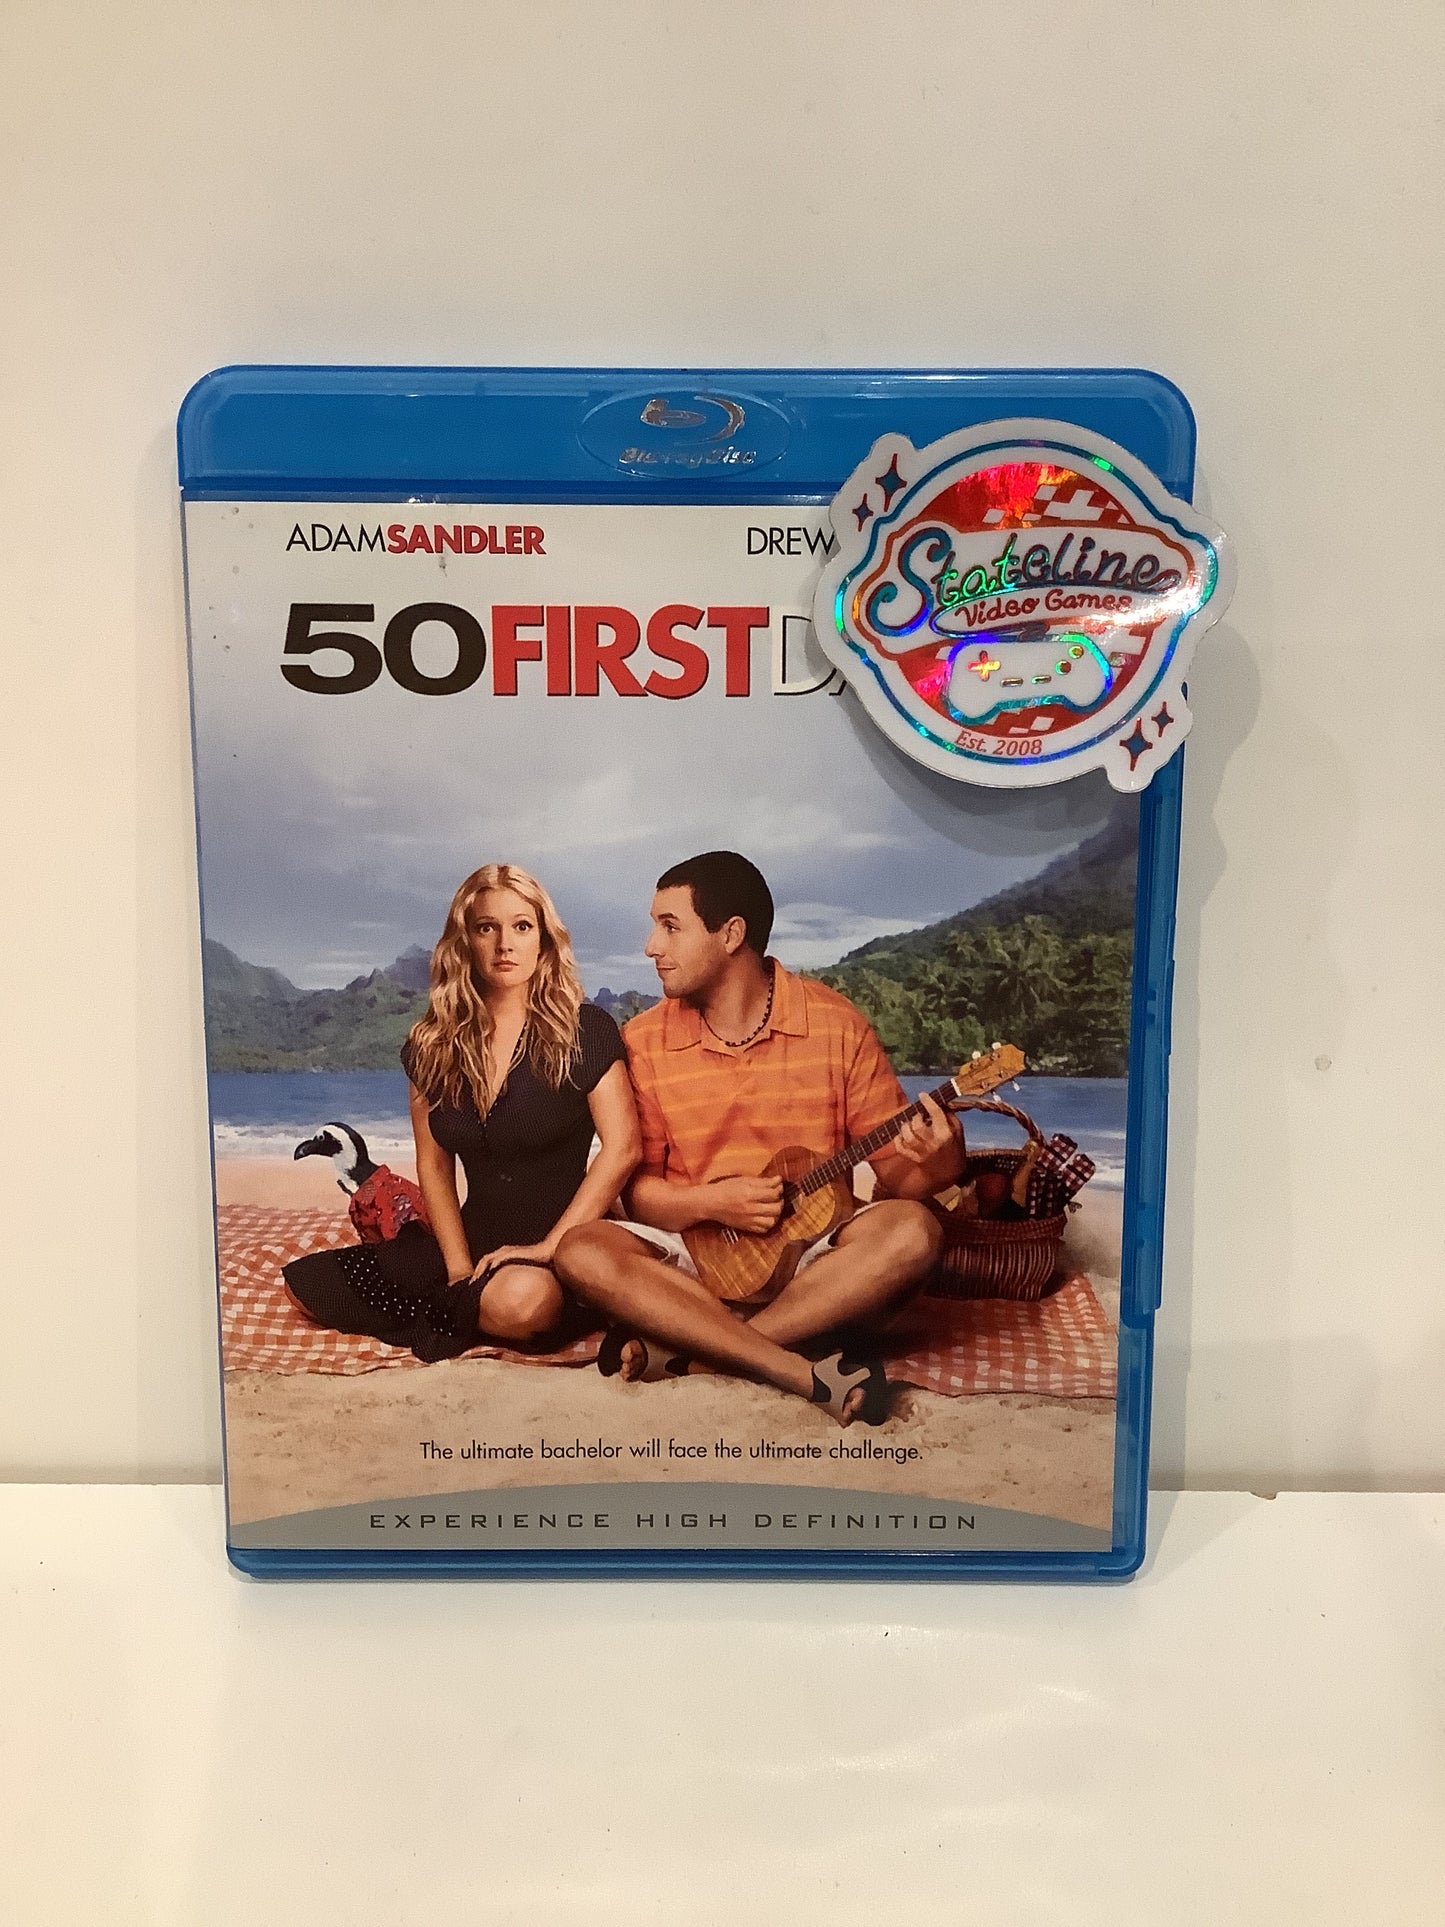 Blu-ray Disc
ADAMSANDLER DREW
50FIRSTDA
Stateline
Video Games
Est. 2008
The ultimate bachelor will face the ultimate challenge.
EXPERIENCE HIGH DEFINITION